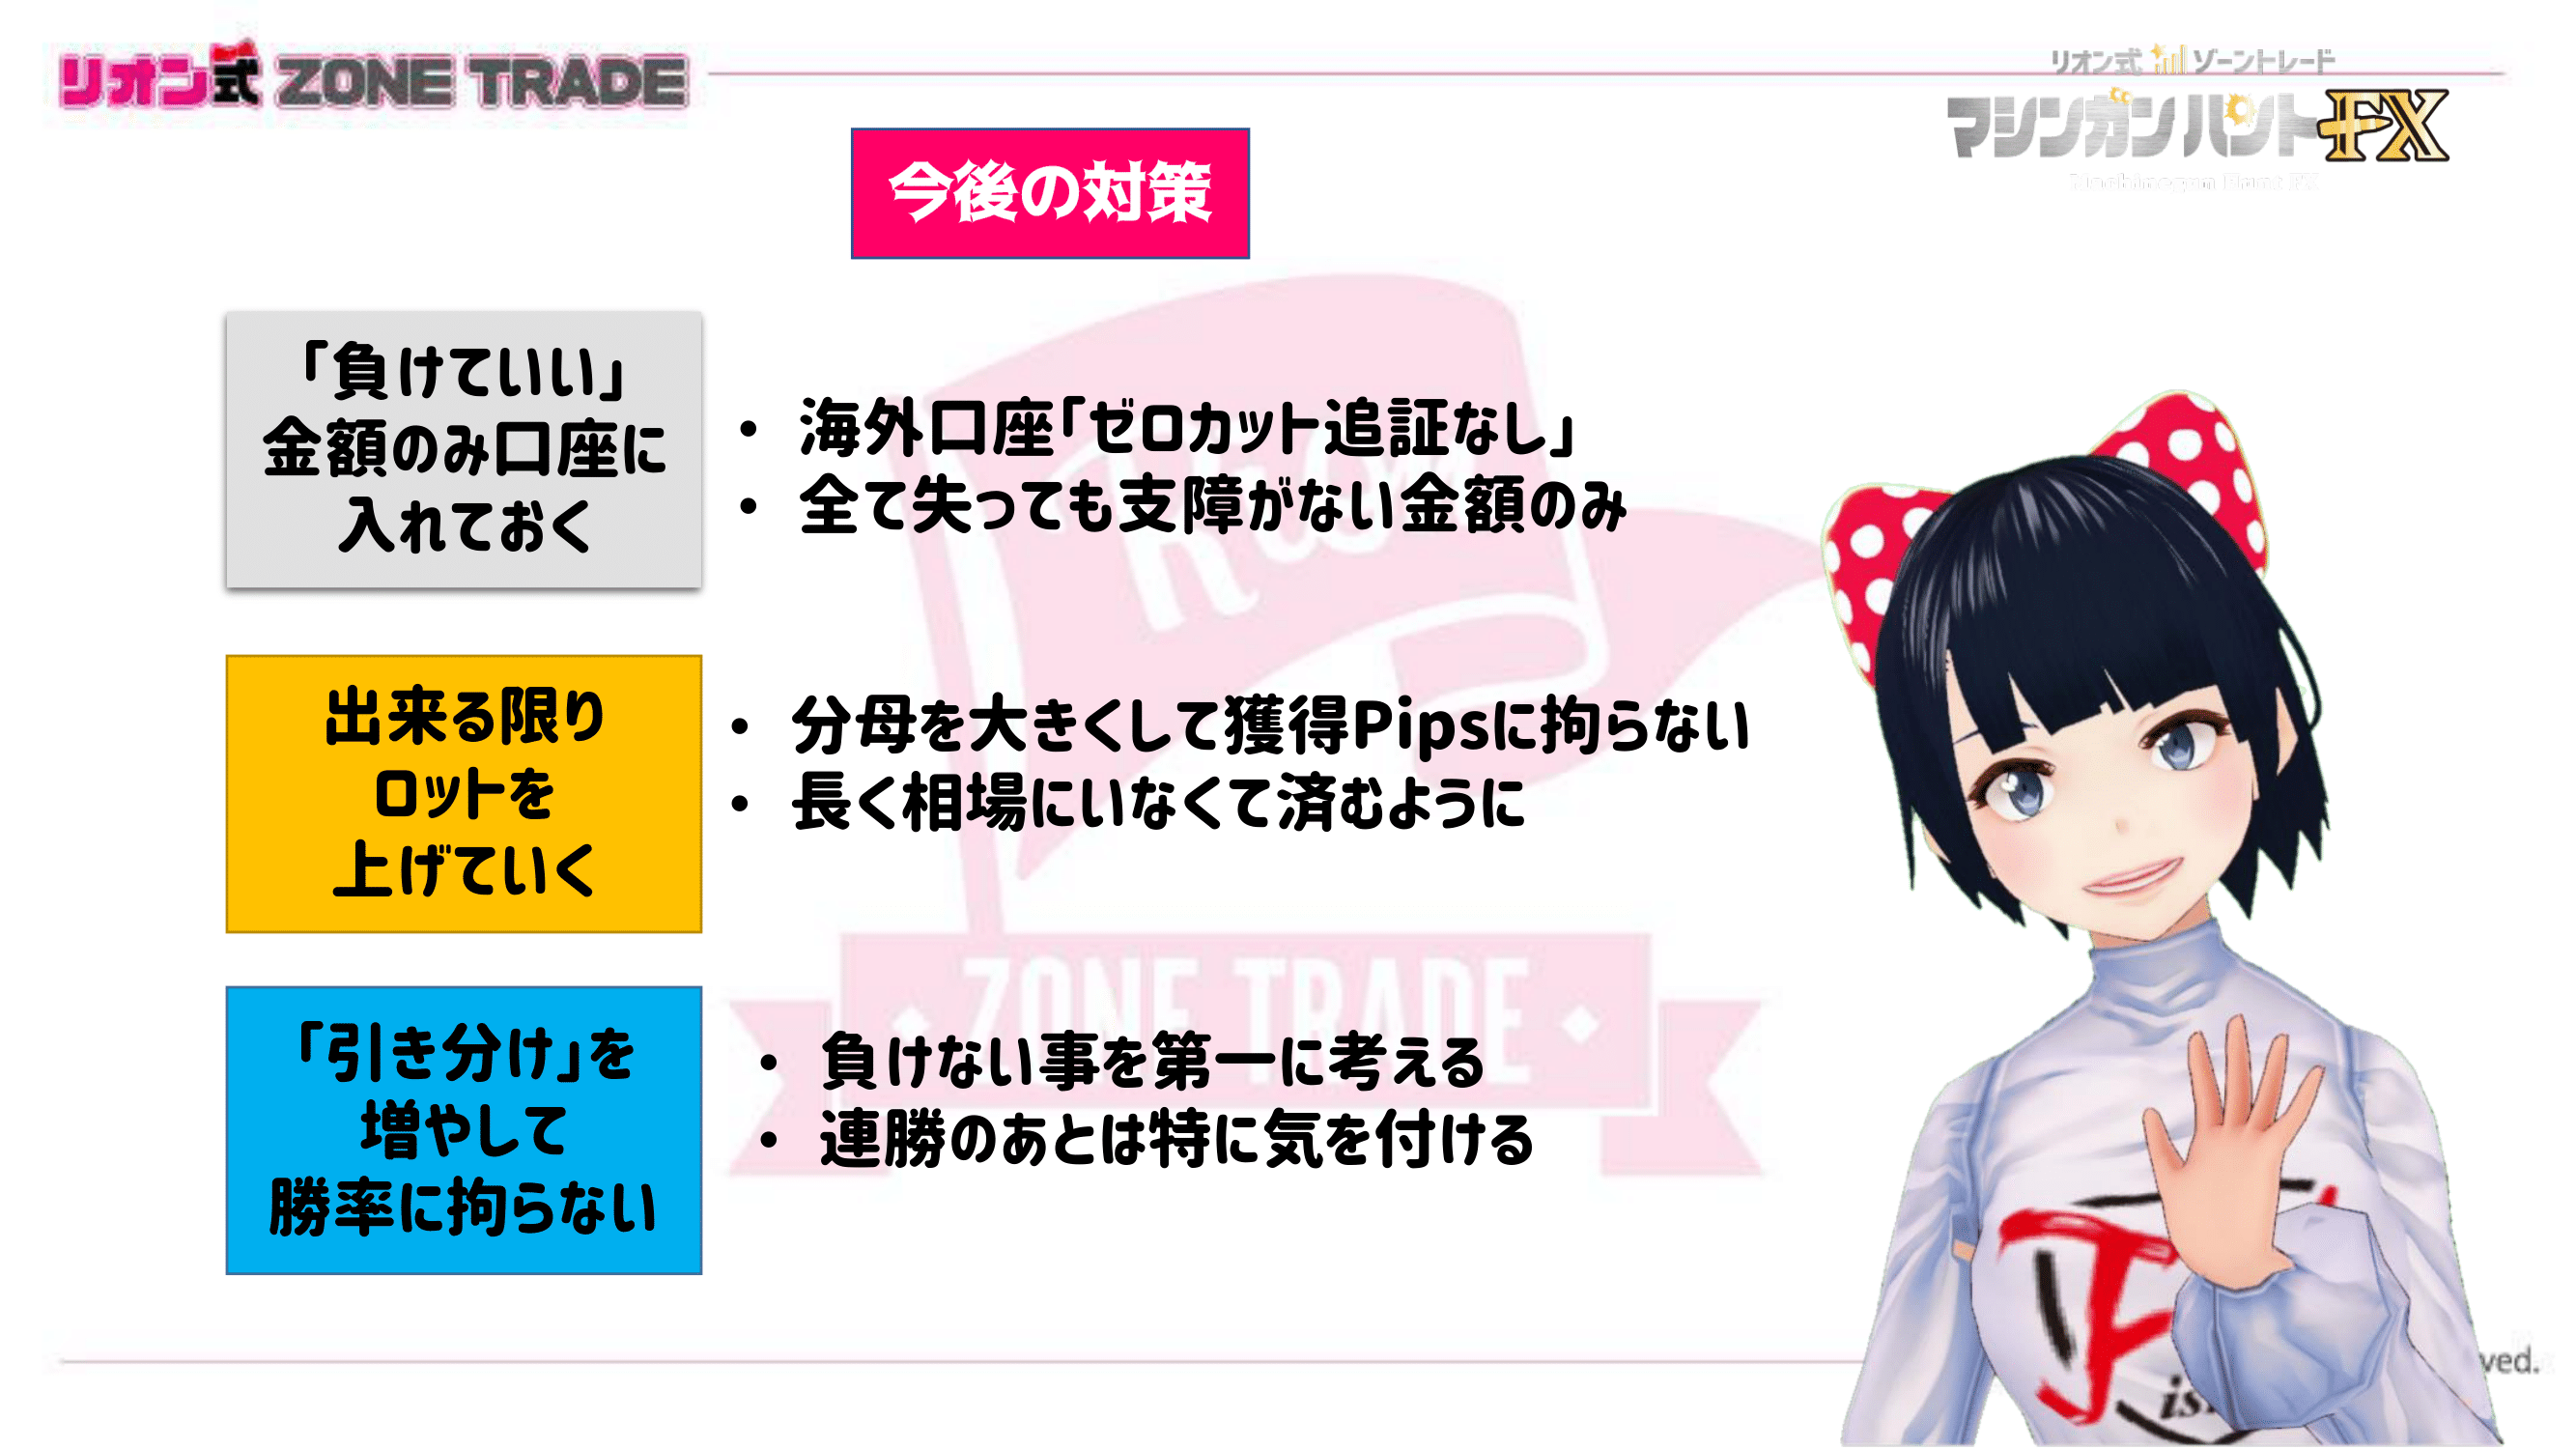 リオン式 ZONE TRADE
リオン式 ゾーントレード
マシンガンハントFX
Machinegun Hunt FX
今後の対策
「負けていい」
金額のみ口座に
入れておく
• 海外口座「ゼロカット追証なし」
• 全て失っても支障がない金額のみ
出来る限り
ロットを
上げていく
• 分母を大きくして獲得Pipsに拘らない
• 長く相場にいなくて済むように
「引き分け」を
増やして
勝率に拘らない
• 負けない事を第一に考える
• 連勝のあとは特に気を付ける
ZONE TRADE
ved.